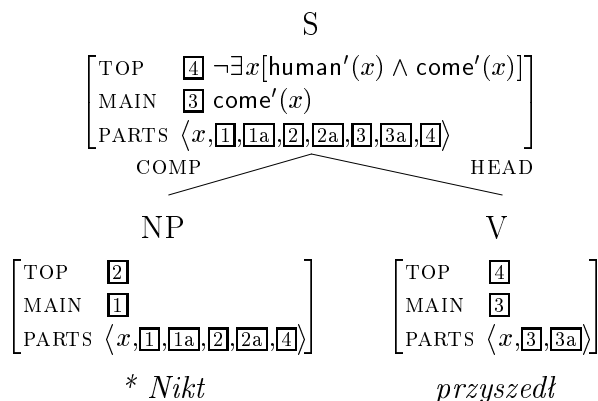 S
TOP 4 ¬∃x[human′(x) ∧ come′(x)]
MAIN 3 come′(x)
PARTS ⟨x,1,1a,2,2a,3,3a,4⟩
COMP HEAD
NP V
TOP 2 TOP 4
MAIN 1 MAIN 3
PARTS ⟨x,1,1a,2,2a,4⟩ PARTS ⟨x,3,3a⟩
* Nikt przyszedł